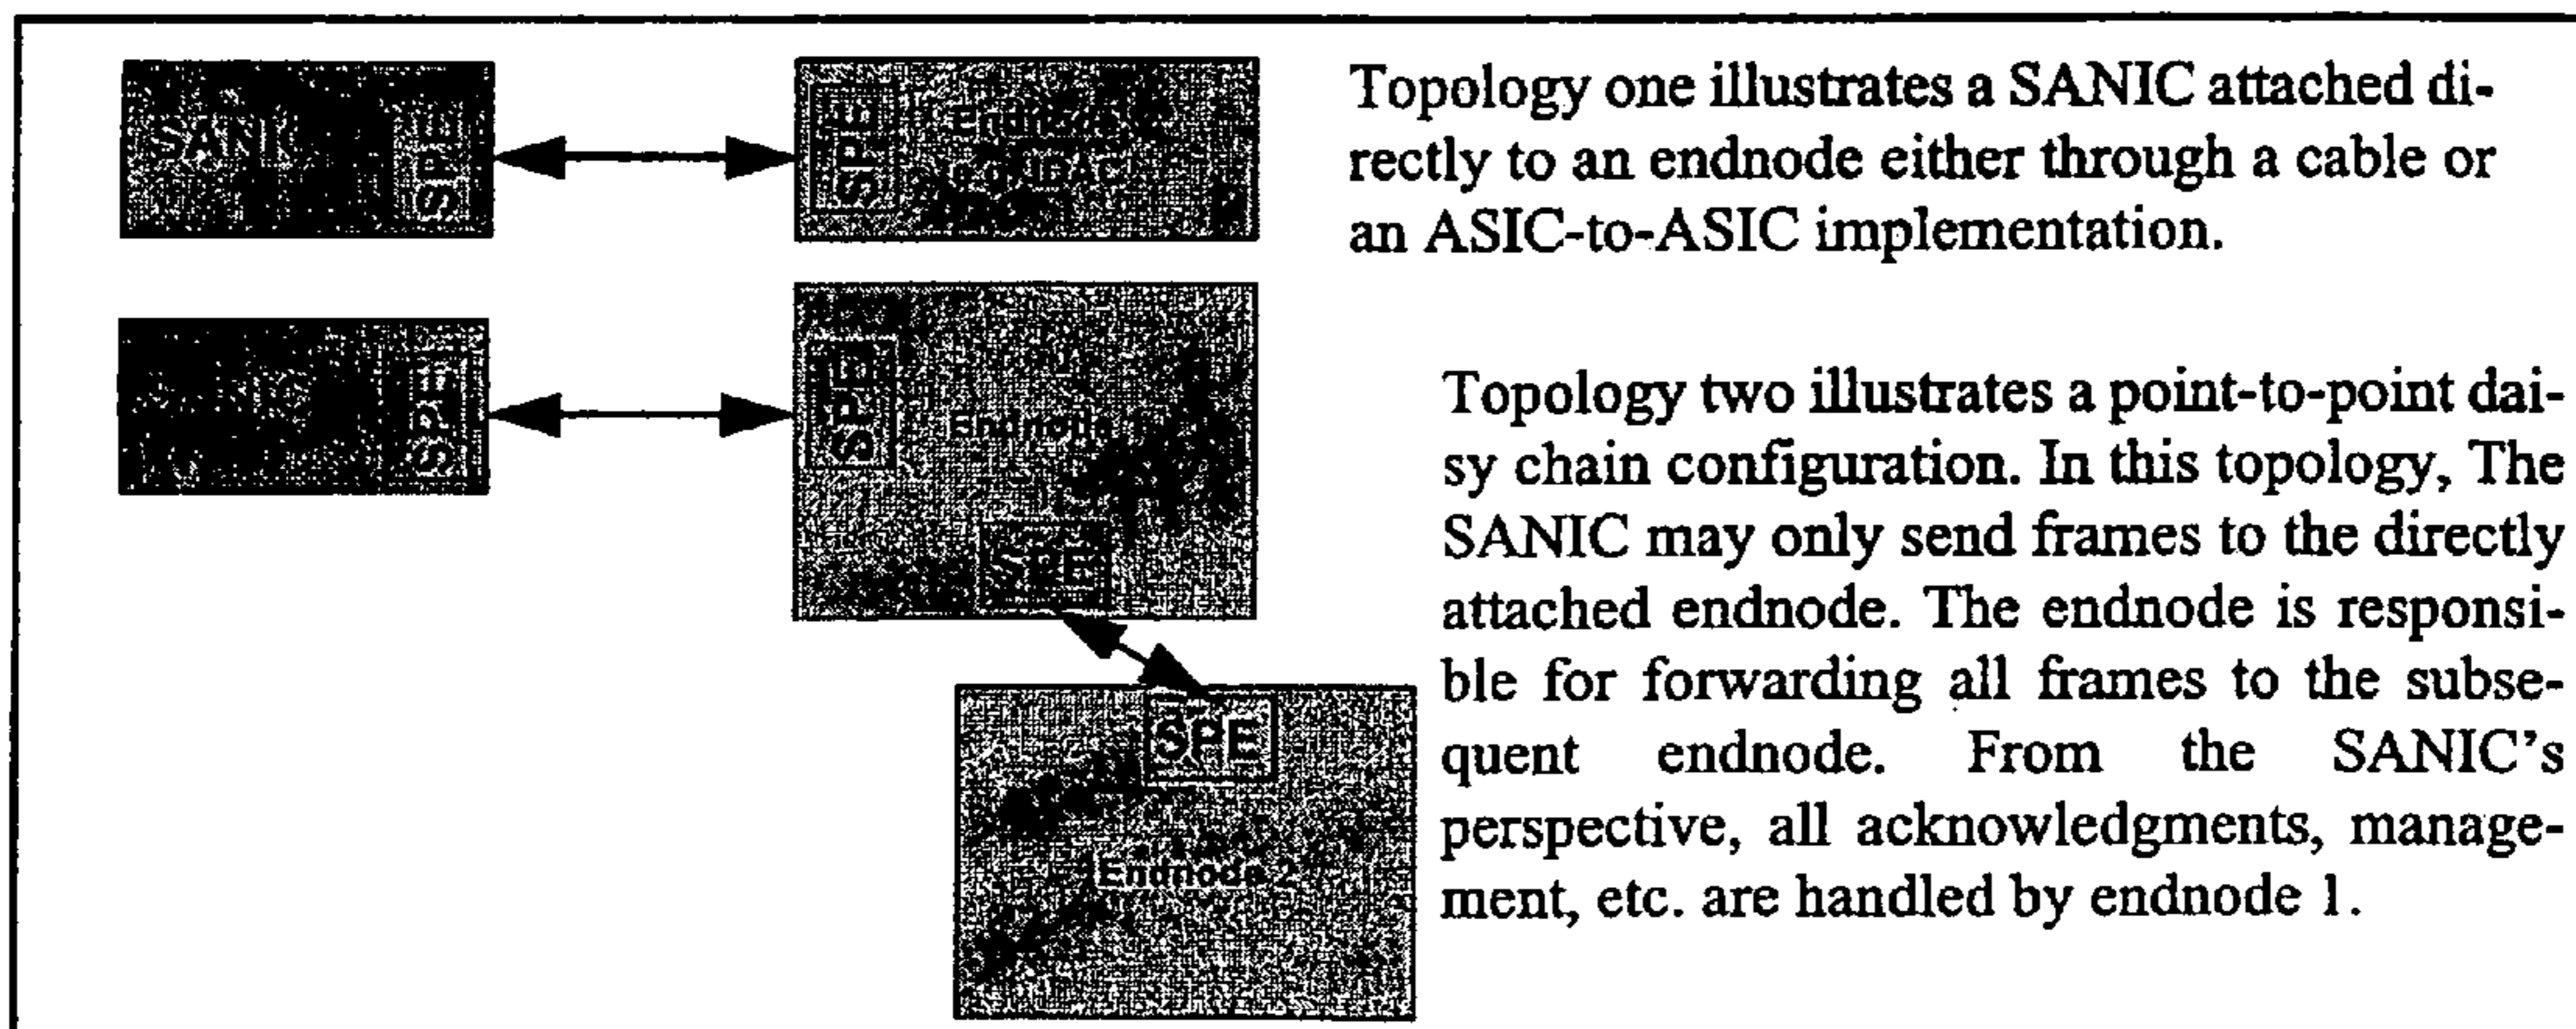 SANIC
SPE
SPE
Topology one illustrates a SANIC attached di-
rectly to an endnode either through a cable or
an ASIC-to-ASIC implementation.
SPE
SPE
Endnode
SPE
Topology two illustrates a point-to-point dai-
sy chain configuration. In this topology, The
SANIC may only send frames to the directly
attached endnode. The endnode is responsi-
ble for forwarding all frames to the subse-
quent endnode. From the SANIC's
perspective, all acknowledgments, manage-
ment, etc. are handled by endnode 1.
SPE
Endnode 2